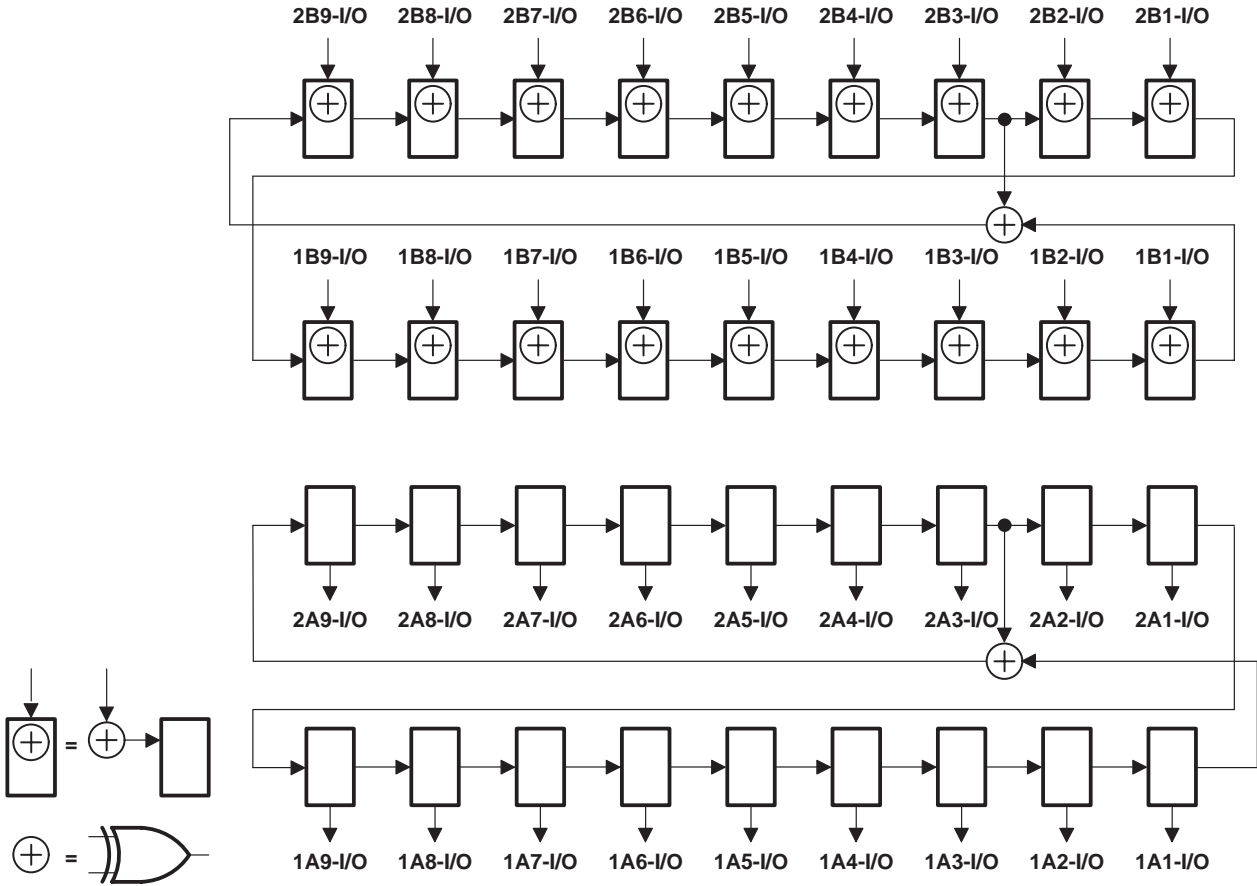 2B9-I/O 2B8-I/O 2B7-I/O 2B6-I/O 2B5-I/O 2B4-I/O 2B3-I/O 2B2-I/O 2B1-I/O
1B9-I/O 1B8-I/O 1B7-I/O 1B6-I/O 1B5-I/O 1B4-I/O 1B3-I/O 1B2-I/O 1B1-I/O
2A9-I/O 2A8-I/O 2A7-I/O 2A6-I/O 2A5-I/O 2A4-I/O 2A3-I/O 2A2-I/O 2A1-I/O
=
=
1A9-I/O 1A8-I/O 1A7-I/O 1A6-I/O 1A5-I/O 1A4-I/O 1A3-I/O 1A2-I/O 1A1-I/O